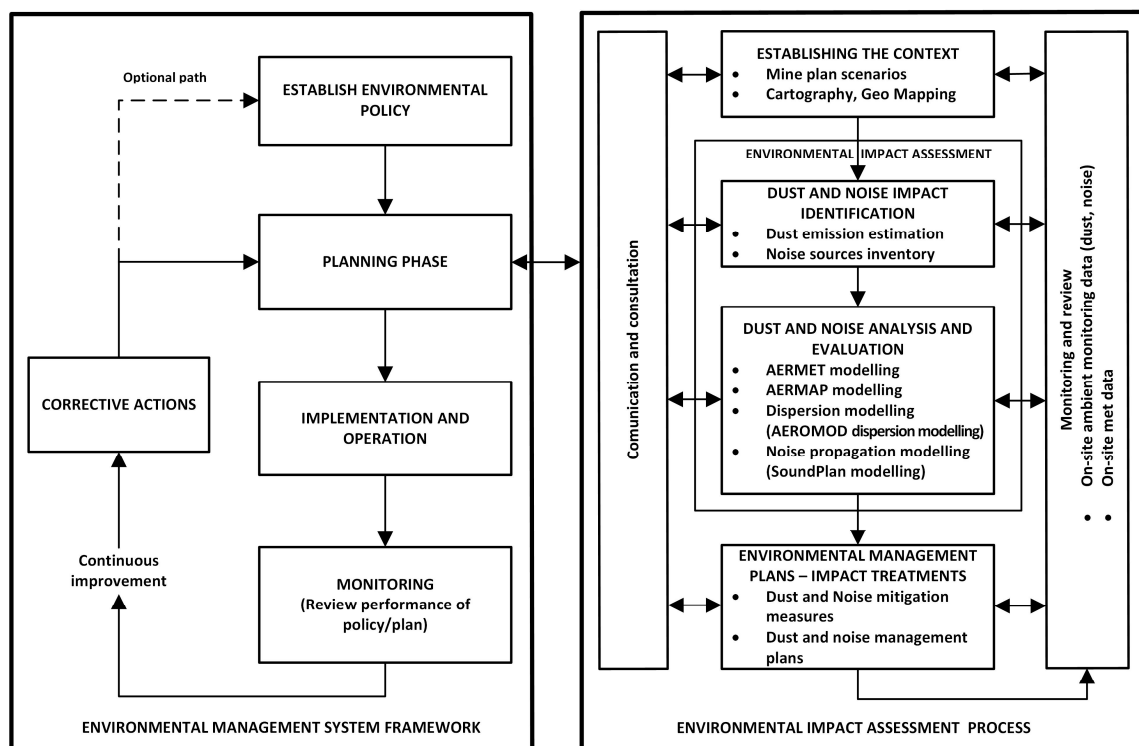 Optional path
ESTABLISH ENVIRONMENTAL
POLICY
PLANNING PHASE
CORRECTIVE ACTIONS
IMPLEMENTATION AND
OPERATION
Continuous
improvement
MONITORING
(Review performance of
policy/plan)
ENVIRONMENTAL MANAGEMENT SYSTEM FRAMEWORK
Comunication and consultation
ESTABLISHING THE CONTEXT
• Mine plan scenarios
• Cartography, Geo Mapping
ENVIRONMENTAL IMPACT ASSESSMENT
DUST AND NOISE IMPACT
IDENTIFICATION
• Dust emission estimation
• Noise sources inventory
DUST AND NOISE ANALYSIS AND
EVALUATION
• AERMET modelling
• AERMAP modelling
• Dispersion modelling
(AEROMOD dispersion modelling)
• Noise propagation modelling
(SoundPlan modelling)
ENVIRONMENTAL MANAGEMENT
PLANS – IMPACT TREATMENTS
• Dust and Noise mitigation
measures
• Dust and noise management
plans
Monitoring and review
• On-site ambient monitoring data (dust, noise)
• On-site met data
ENVIRONMENTAL IMPACT ASSESSMENT PROCESS